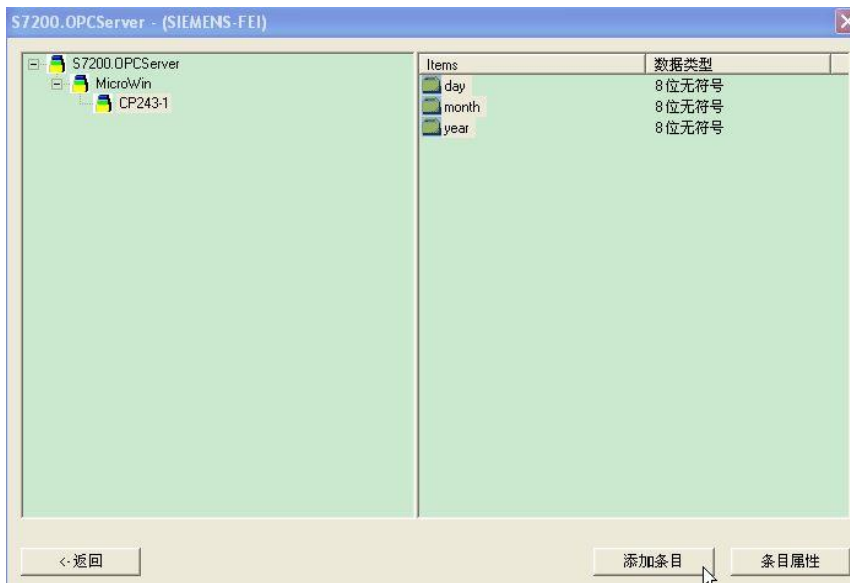 S7200.OPCServer - (SIEMENS-FEI)
S7200.OPCServer
MicroWin
CP243-1
Items 数据类型
day 8位无符号
month 8位无符号
year 8位无符号
<-返回 添加条目 条目属性